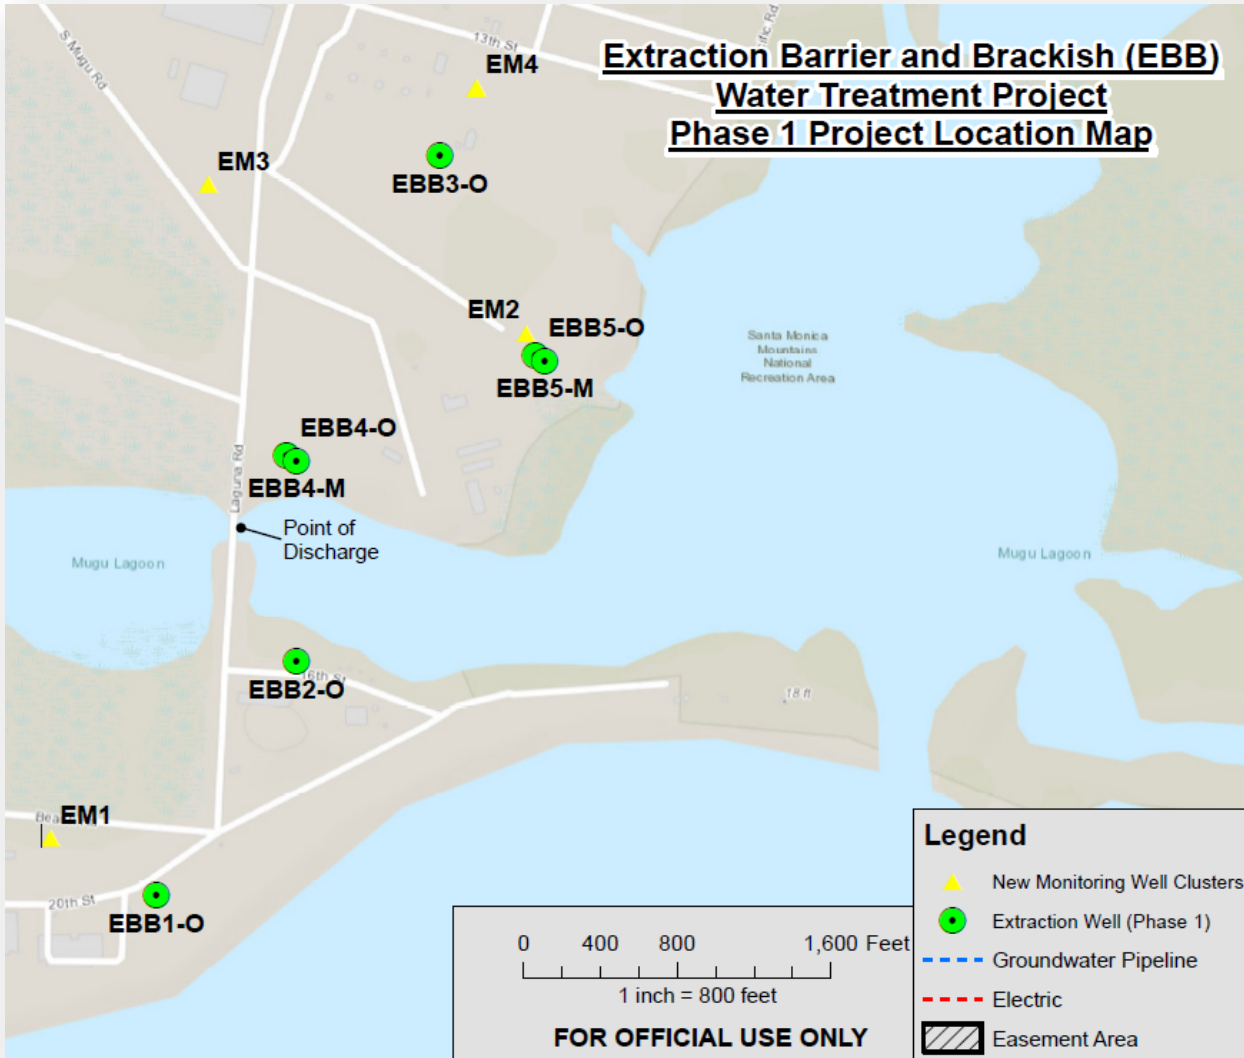 Extraction Barrier and Brackish (EBB)
Water Treatment Project
Phase 1 Project Location Map
S Mugu Rd
13th St
EM4
EM3
EBB3-O
EM2
EBB5-O
EBB5-M
Santa Monica
Mountains
National
Recreation Area
EBB4-O
EBB4-M
Laguna Rd
Point of
Discharge
Mugu Lagoon
Mugu Lagoon
16th St
EBB2-O
18 ft
EM1
20th St
EBB1-O
0 400 800 1,600 Feet
1 inch = 800 feet
FOR OFFICIAL USE ONLY
Legend
New Monitoring Well Clusters
Extraction Well (Phase 1)
Groundwater Pipeline
Electric
Easement Area